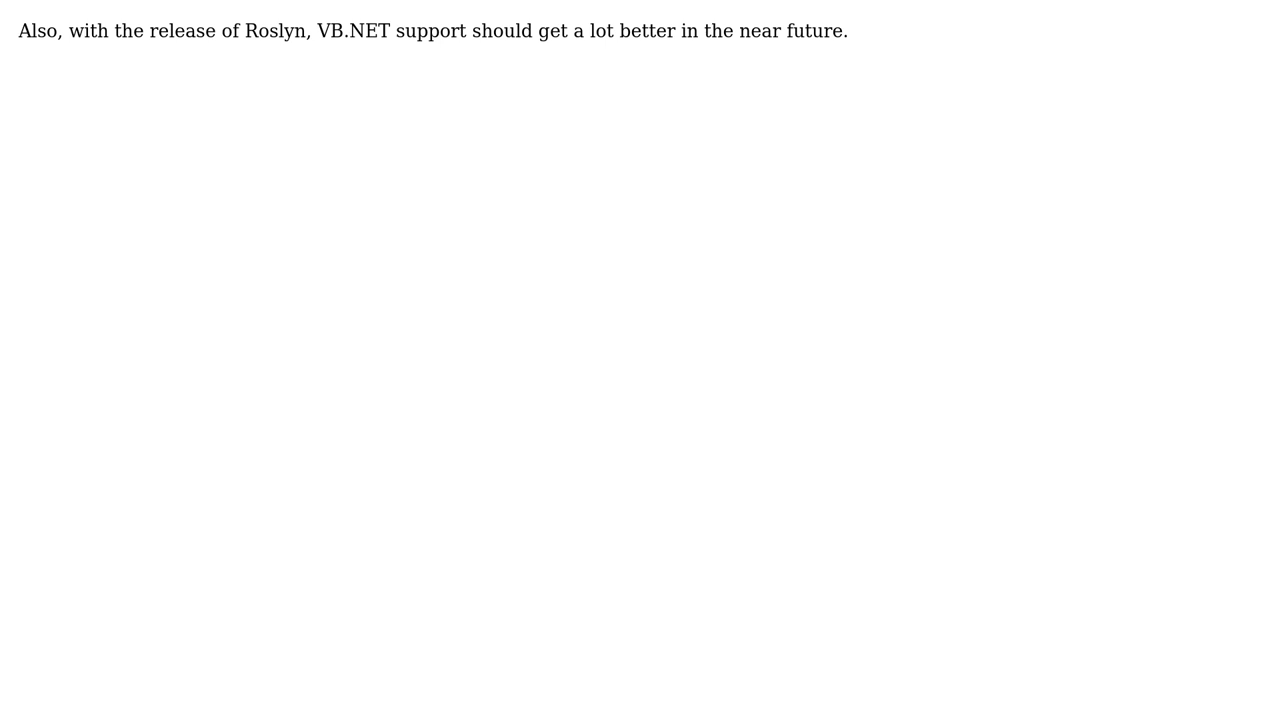 Also, with the release of Roslyn, VB.NET support should get a lot better in the near future.